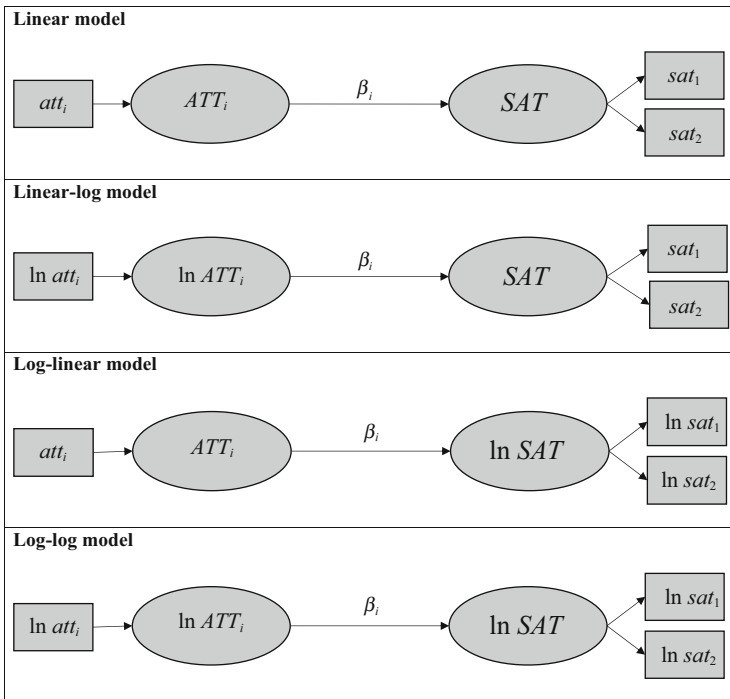 Linear model
att_i
ATT_i
β_i
SAT
sat_1
sat_2
Linear-log model
ln att_i
ln ATT_i
β_i
SAT
sat_1
sat_2
Log-linear model
att_i
ATT_i
β_i
ln SAT
ln sat_1
ln sat_2
Log-log model
ln att_i
ln ATT_i
β_i
ln SAT
ln sat_1
ln sat_2